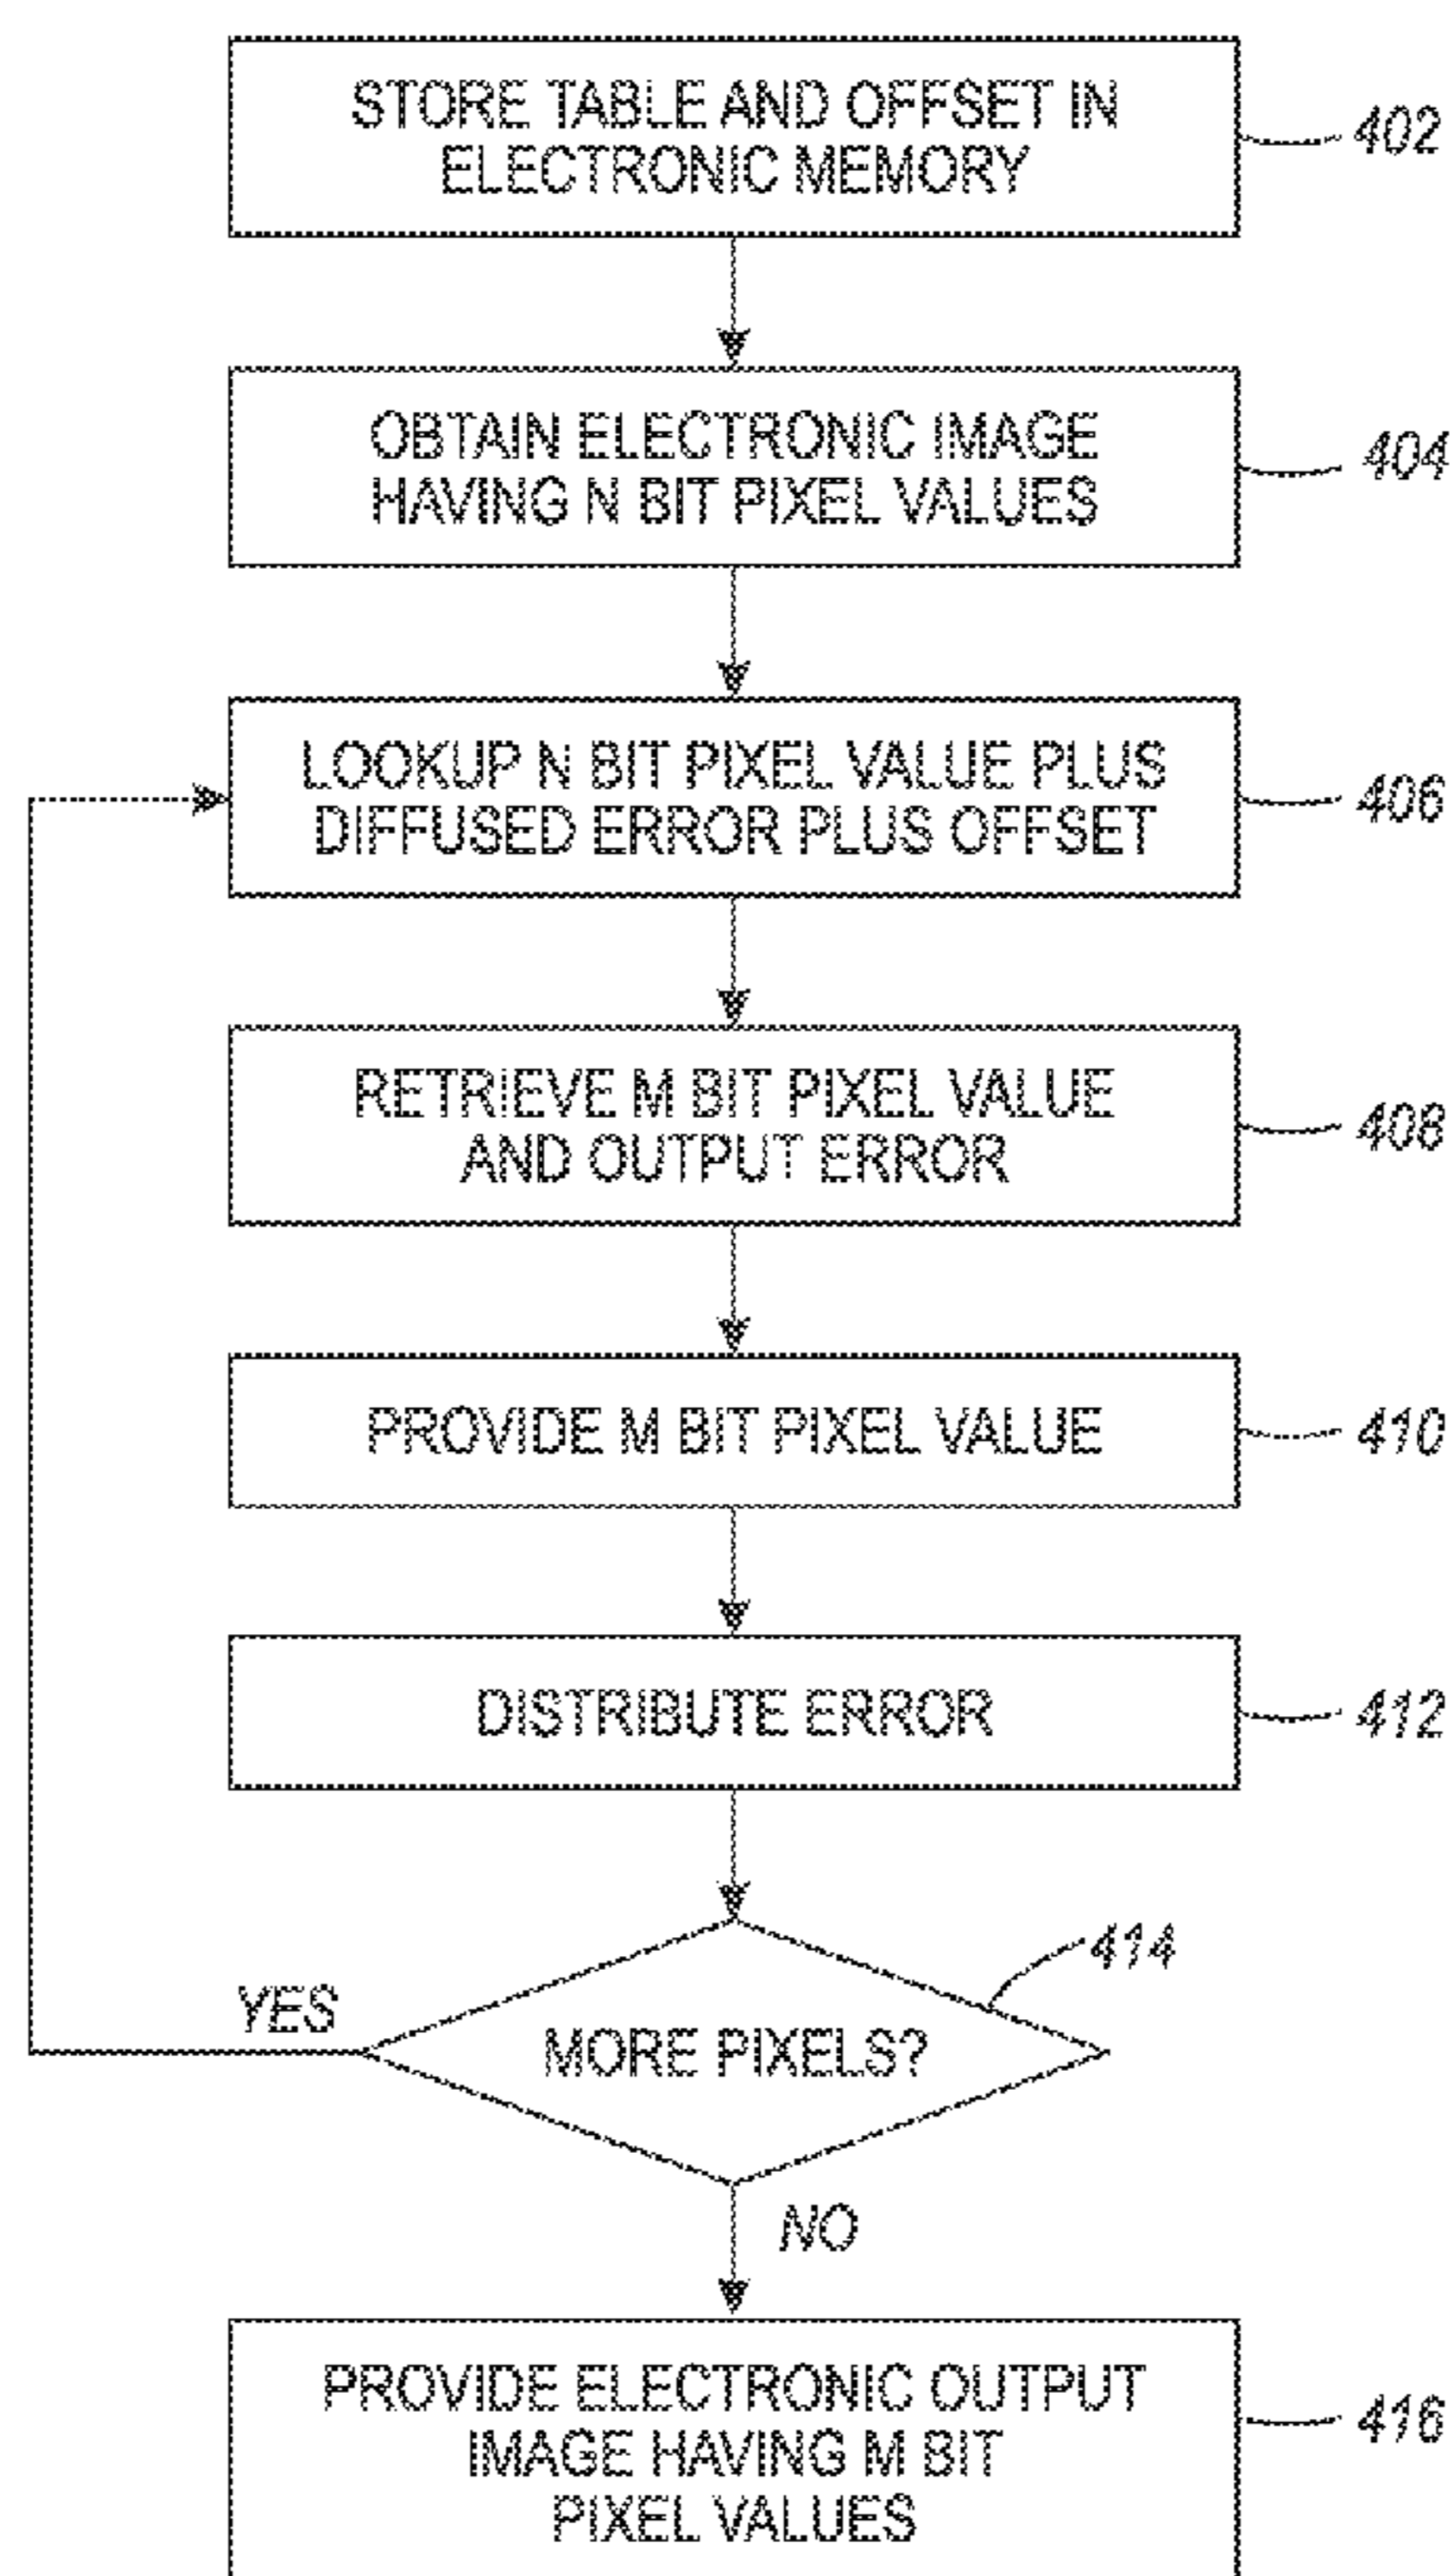 STORE TABLE AND OFFSET IN
ELECTRONIC MEMORY
402
OBTAIN ELECTRONIC IMAGE
HAVING N BIT PIXEL VALUES
404
LOOKUP N BIT PIXEL VALUE PLUS
DIFFUSED ERROR PLUS OFFSET
406
RETRIEVE M BIT PIXEL VALUE
AND OUTPUT ERROR
408
PROVIDE M BIT PIXEL VALUE
410
DISTRIBUTE ERROR
412
414
YES
MORE PIXELS?
NO
PROVIDE ELECTRONIC OUTPUT
IMAGE HAVING M BIT
PIXEL VALUES
416